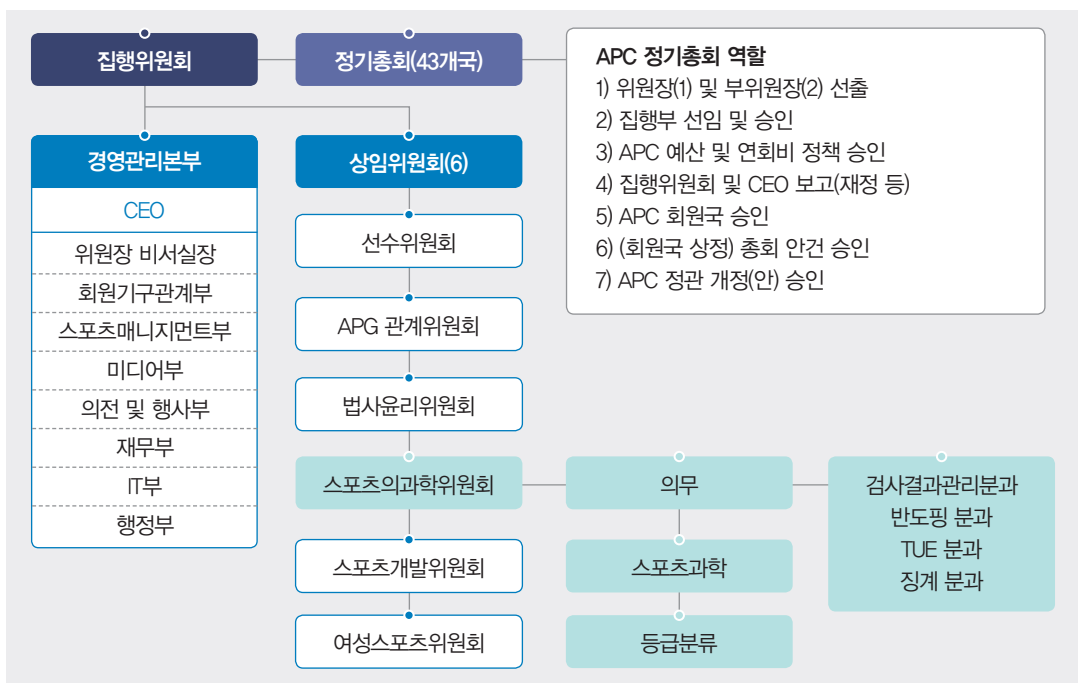 집행위원회
정기총회(43개국)
APC 정기총회 역할
1) 위원장(1) 및 부위원장(2) 선출
2) 집행부 선임 및 승인
3) APC 예산 및 연회비 정책 승인
4) 집행위원회 및 CEO 보고(재정 등)
5) APC 회원국 승인
6) (회원국 상정) 총회 안건 승인
7) APC 정관 개정(안) 승인
경영관리본부
CEO
위원장 비서실장
회원기구관계부
스포츠매니지먼트부
미디어부
의전 및 행사부
재무부
IT부
행정부
상임위원회(6)
선수위원회
APG 관계위원회
법사윤리위원회
스포츠의과학위원회
스포츠개발위원회
여성스포츠위원회
의무
스포츠과학
등급분류
검사결과관리분과
반도핑 분과
TUE 분과
징계 분과